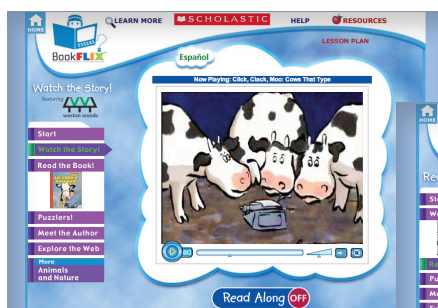 HOME
LEARN MORE
SCHOLASTIC
HELP
RESOURCES
LESSON PLAN
BookFLIX
Español
Now Playing: Click, Clack, Moo: Cows That Type
Watch the Story!
featuring
weston woods
Start
Watch the Story!
Read the Book!
Puzzlers!
Meet the Author
Explore the Web
More
Animals
and Nature
Read Along OFF
HOME